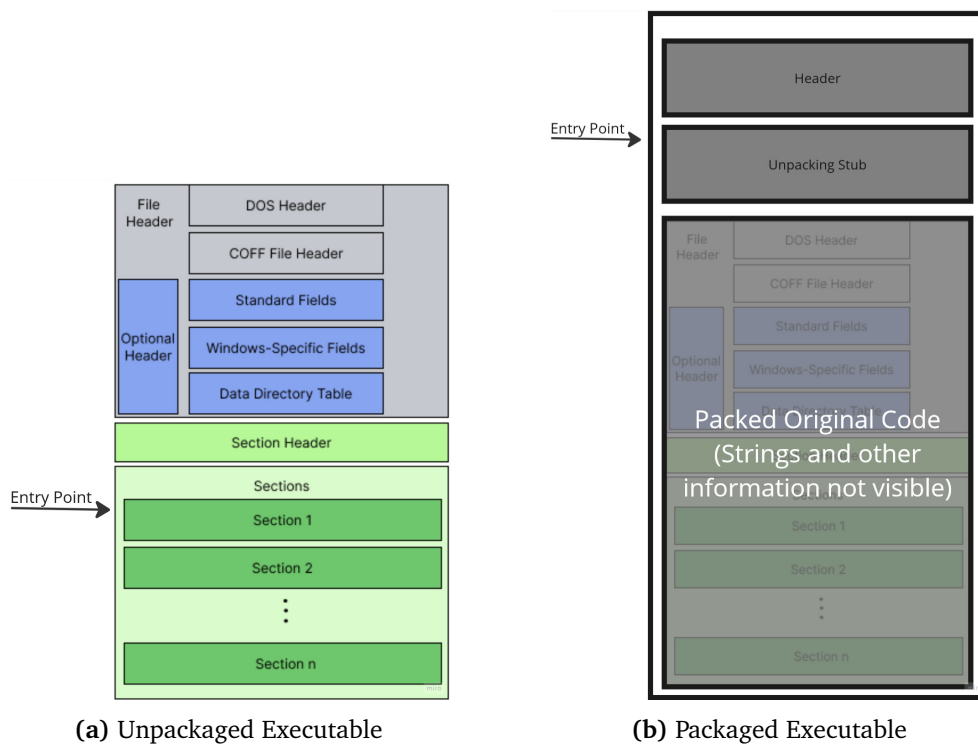 File
Header
DOS Header
COFF File Header
Optional
Header
Standard Fields
Windows-Specific Fields
Data Directory Table
Section Header
Entry Point
Sections
Section 1
Section 2
Section n
miro
(a) Unpackaged Executable
Header
Entry Point
Unpacking Stub
File
Header
DOS Header
COFF File Header
Optional
Header
Standard Fields
Windows-Specific Fields
Packed Original Code
(Strings and other
information not visible)
Sections
Section 1
Section 2
Section n
(b) Packaged Executable